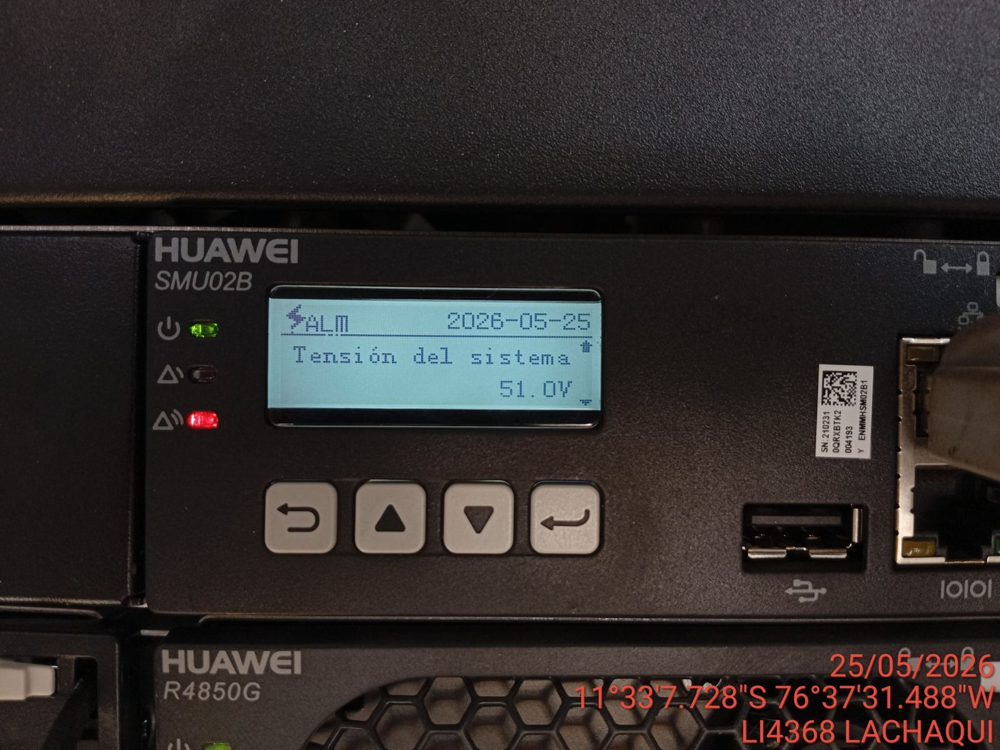 HUAWEI
SMU02B
ALM 2026-05-25
Tensión del sistema
51.0V
SN:210231
0QRXBTK2
004193
Y ENMMHSM02B1
IOIOI
HUAWEI
R4850G
25/05/2026
11°33'7.728"S 76°37'31.488"W
LI4368 LACHAQUI